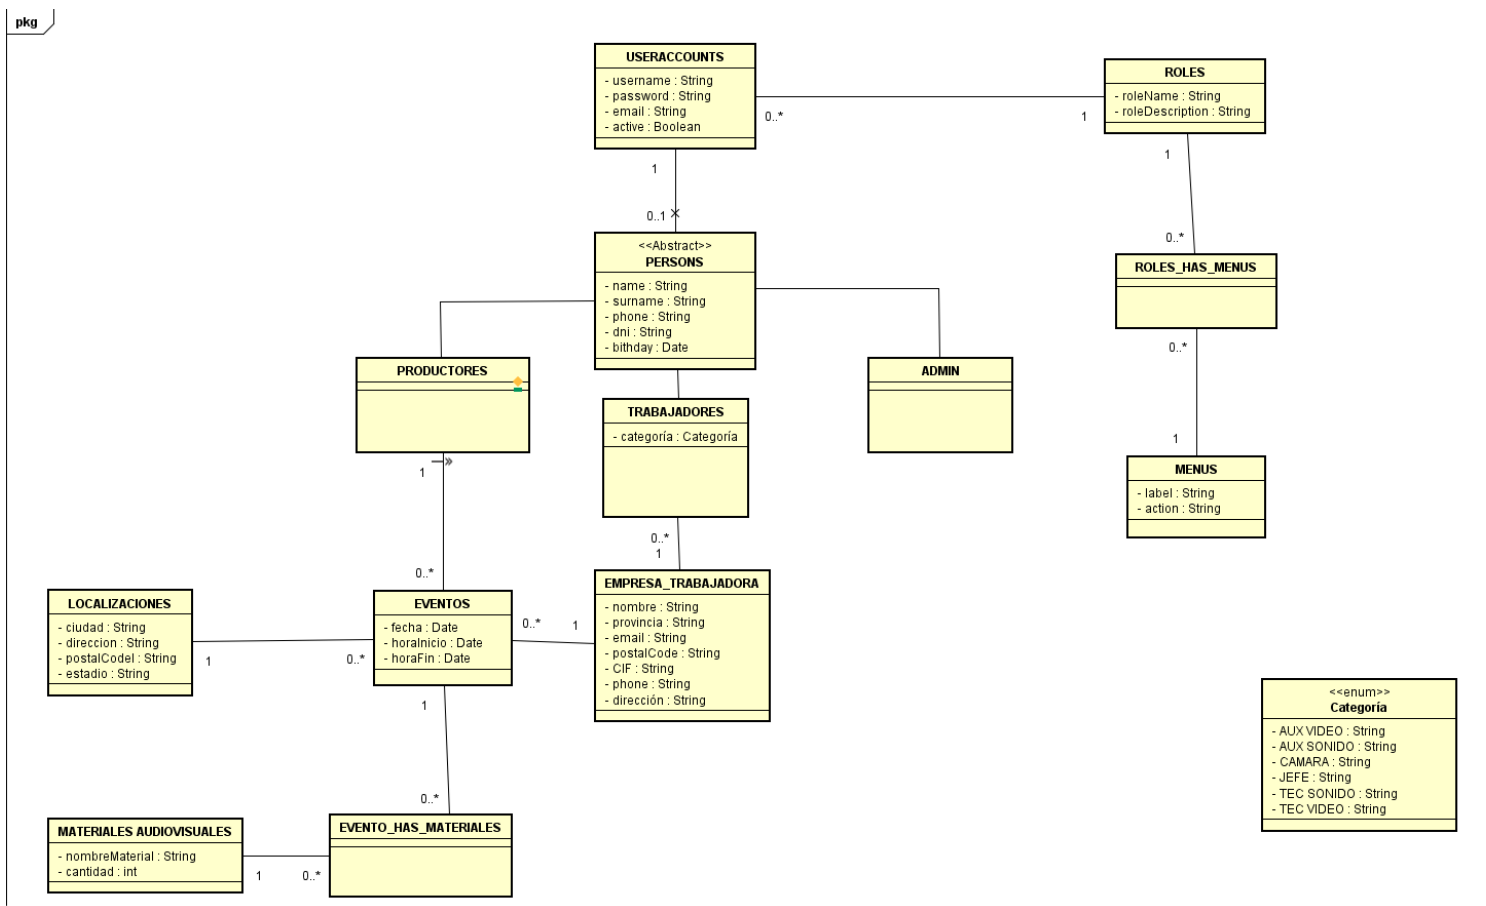 pkg
USERACCOUNTS
- username : String
- password : String
- email : String
- active : Boolean
0..*
1
ROLES
- roleName : String
- roleDescription : String
1
0..1
1
0..*
<<Abstract>>
PERSONS
- name : String
- surname : String
- phone : String
- dni : String
- bithday : Date
ROLES_HAS_MENUS
0..*
1
PRODUCTORES
TRABAJADORES
- categoría : Categoría
ADMIN
MENUS
- label : String
- action : String
1
0..*
0..*
1
LOCALIZACIONES
- ciudad : String
- direccion : String
- postalCodel : String
- estadio : String
1
0..*
EVENTOS
- fecha : Date
- horaInicio : Date
- horaFin : Date
0..*
1
EMPRESA_TRABAJADORA
- nombre : String
- provincia : String
- email : String
- postalCode : String
- CIF : String
- phone : String
- dirección : String
1
0..*
<<enum>>
Categoría
- AUX VIDEO : String
- AUX SONIDO : String
- CAMARA : String
- JEFE : String
- TEC SONIDO : String
- TEC VIDEO : String
MATERIALES AUDIOVISUALES
- nombreMaterial : String
- cantidad : int
1
0..*
EVENTO_HAS_MATERIALES